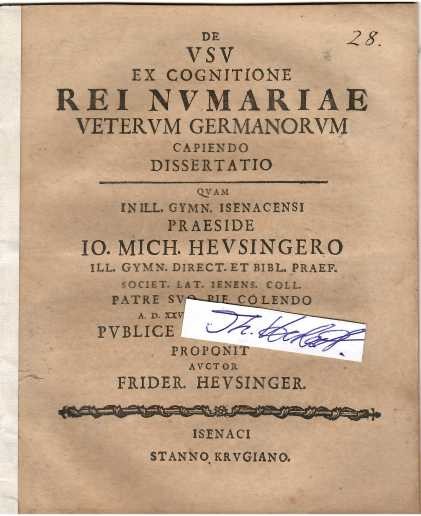 28.
DE
VSV
EX COGNITIONE
REI NVMARIAE
VETERVM GERMANORVM
CAPIENDO
DISSERTATIO
QVAM
IN ILL. GYMN. ISENACENSI
PRAESIDE
IO. MICH. HEVSINGERO
ILL. GYMN. DIRECT. ET BIBL. PRAEF.
SOCIET. LAT. IENENS. COLL.
PATRE SVO PIE COLENDO
A. D. XXV
PVBLICE
PROPONIT
AVCTOR
FRIDER. HEVSINGER.
ISENACI
STANNO KRVGIANO.